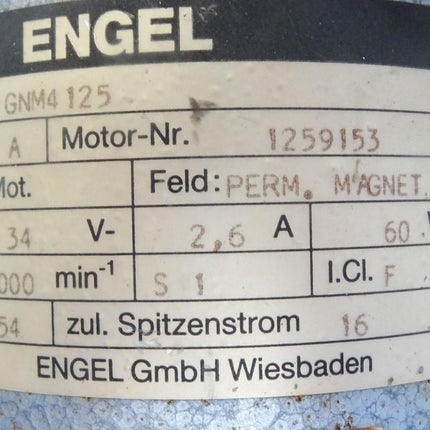 ENGEL
GNM4125
A Motor-Nr. 1259153
Mot. Feld: PERM. MAGNET.
34 V- 2,6 A 60
000 min-1 S 1 I.Cl. F
54 zul. Spitzenstrom 16
ENGEL GmbH Wiesbaden